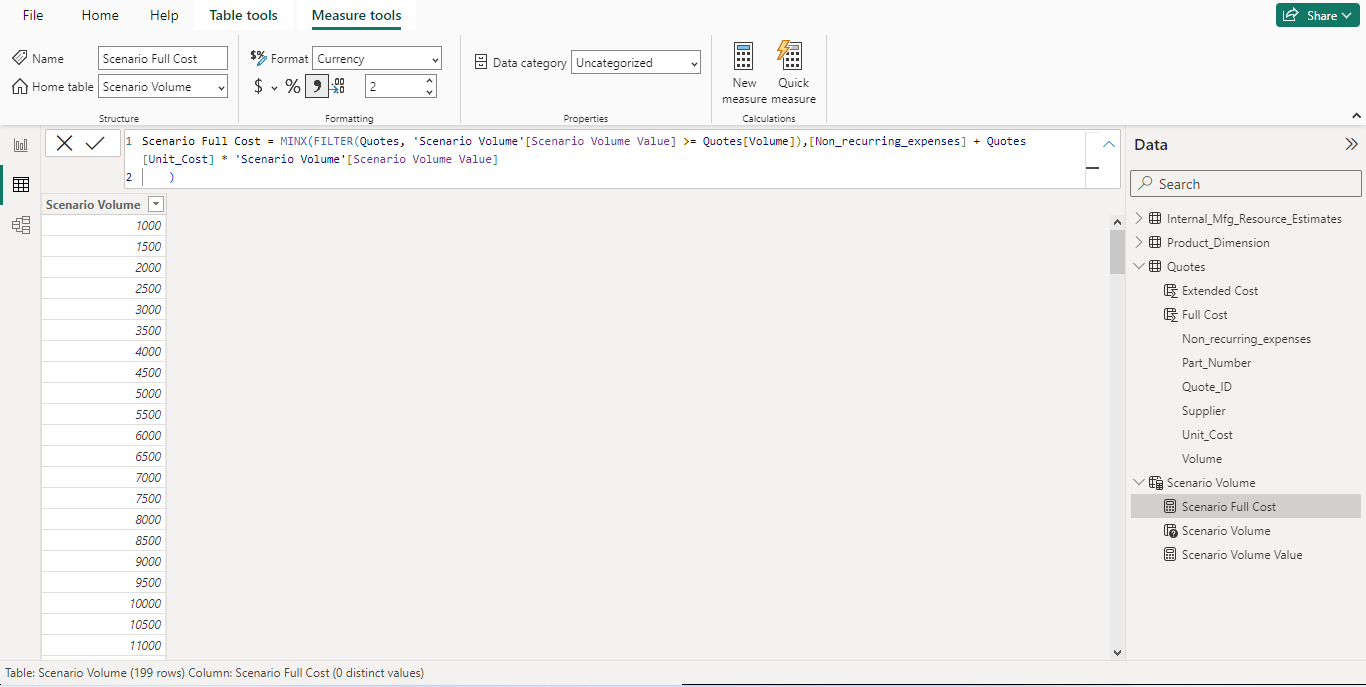 File Home Help Table tools Measure tools Share
Name Scenario Full Cost
Home table Scenario Volume
Structure
$% Format Currency
$ % 9 .00 2
Formatting
Data category Uncategorized
Properties
New measure
Quick measure
Calculations
1 Scenario Full Cost = MINX(FILTER(Quotes, 'Scenario Volume'[Scenario Volume Value] >= Quotes[Volume]),[Non_recurring_expenses] + Quotes
[Unit_Cost] * 'Scenario Volume'[Scenario Volume Value]
2 )
Scenario Volume
1000
1500
2000
2500
3000
3500
4000
4500
5000
5500
6000
6500
7000
7500
8000
8500
9000
9500
10000
10500
11000
Data
Search
Internal_Mfg_Resource_Estimates
Product_Dimension
Quotes
Extended Cost
Full Cost
Non_recurring_expenses
Part_Number
Quote_ID
Supplier
Unit_Cost
Volume
Scenario Volume
Scenario Full Cost
Scenario Volume
Scenario Volume Value
Table: Scenario Volume (199 rows) Column: Scenario Full Cost (0 distinct values)